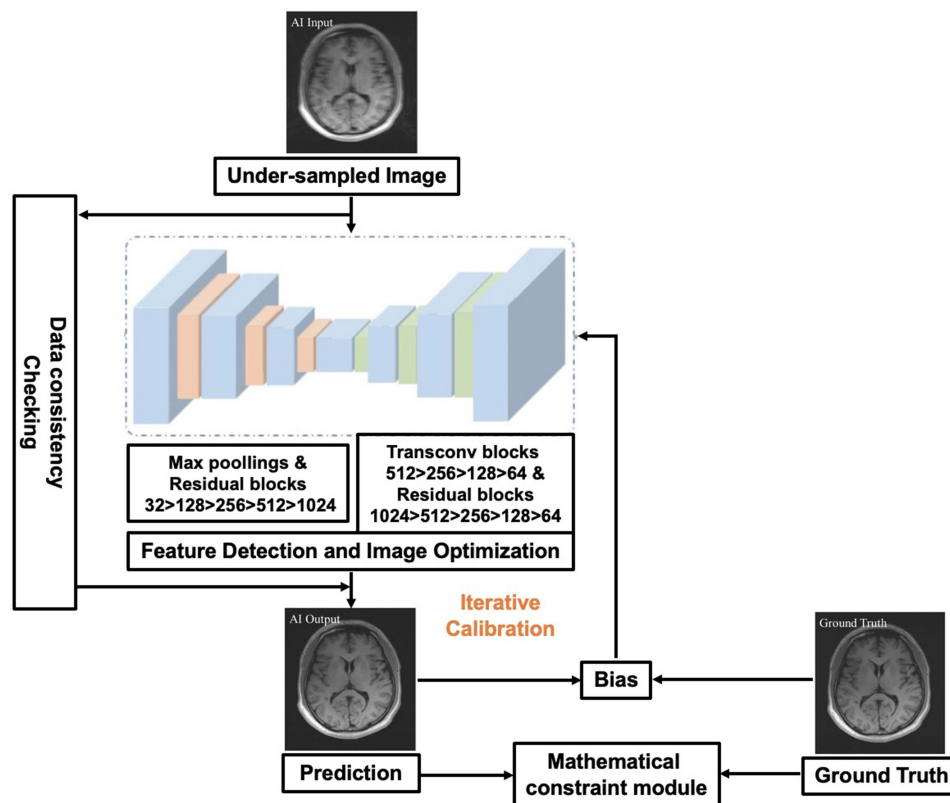 AI Input
Under-sampled Image
Data consistency
Checking
Max poollings &
Residual blocks
32>128>256>512>1024
Transconv blocks
512>256>128>64 &
Residual blocks
1024>512>256>128>64
Feature Detection and Image Optimization
Iterative
Calibration
AI Output
Ground Truth
Bias
Prediction
Mathematical
constraint module
Ground Truth